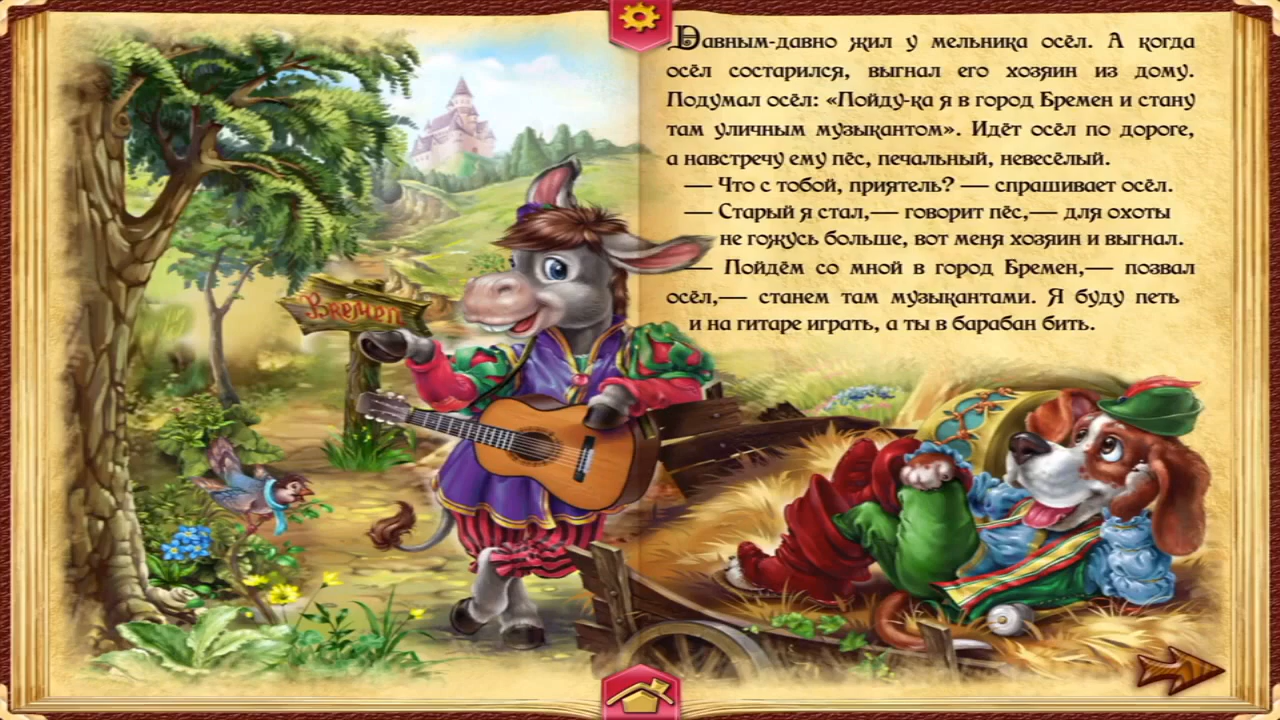 Bremen
Давным-давно жил у мельника осёл. А когда
осёл состарился, выгнал его хозяин из дому.
Подумал осёл: «Пойду-ка я в город Бремен и стану
там уличным музыкантом». Идёт осёл по дороге,
а навстречу ему пёс, печальный, невесёлый.
— Что с тобой, приятель? — спрашивает осёл.
— Старый я стал,— говорит пёс,— для охоты
не гожусь больше, вот меня хозяин и выгнал.
— Пойдём со мной в город Бремен,— позвал
осёл,— станем там музыкантами. Я буду петь
и на гитаре играть, а ты в барабан бить.